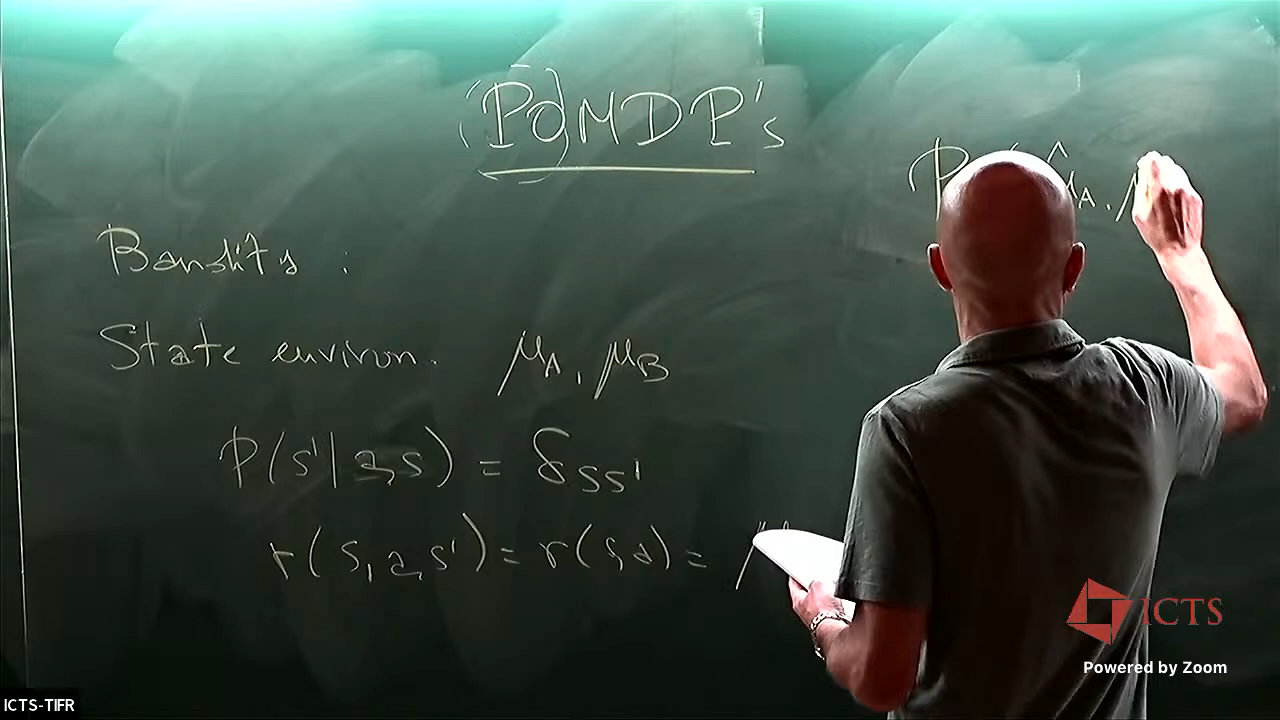 (Po)MDP's
Bandits :
State environ. μA, μB
P(s'|a,s) = δss'
r(s,a,s') = r(s,a) = μ
μ̂A, μ
ICTS
Powered by Zoom
ICTS-TIFR